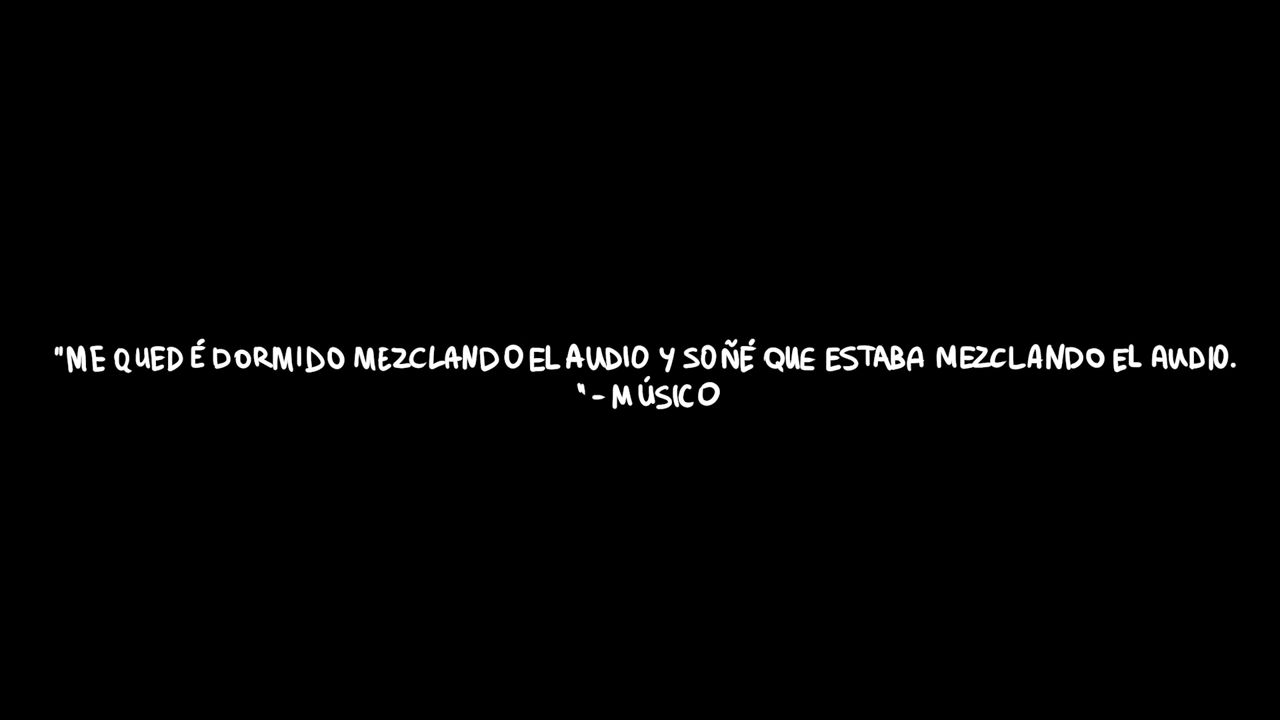 "ME QUEDÉ DORMIDO MEZCLANDO EL AUDIO Y SOÑÉ QUE ESTABA MEZCLANDO EL AUDIO.
"- MÚSICO